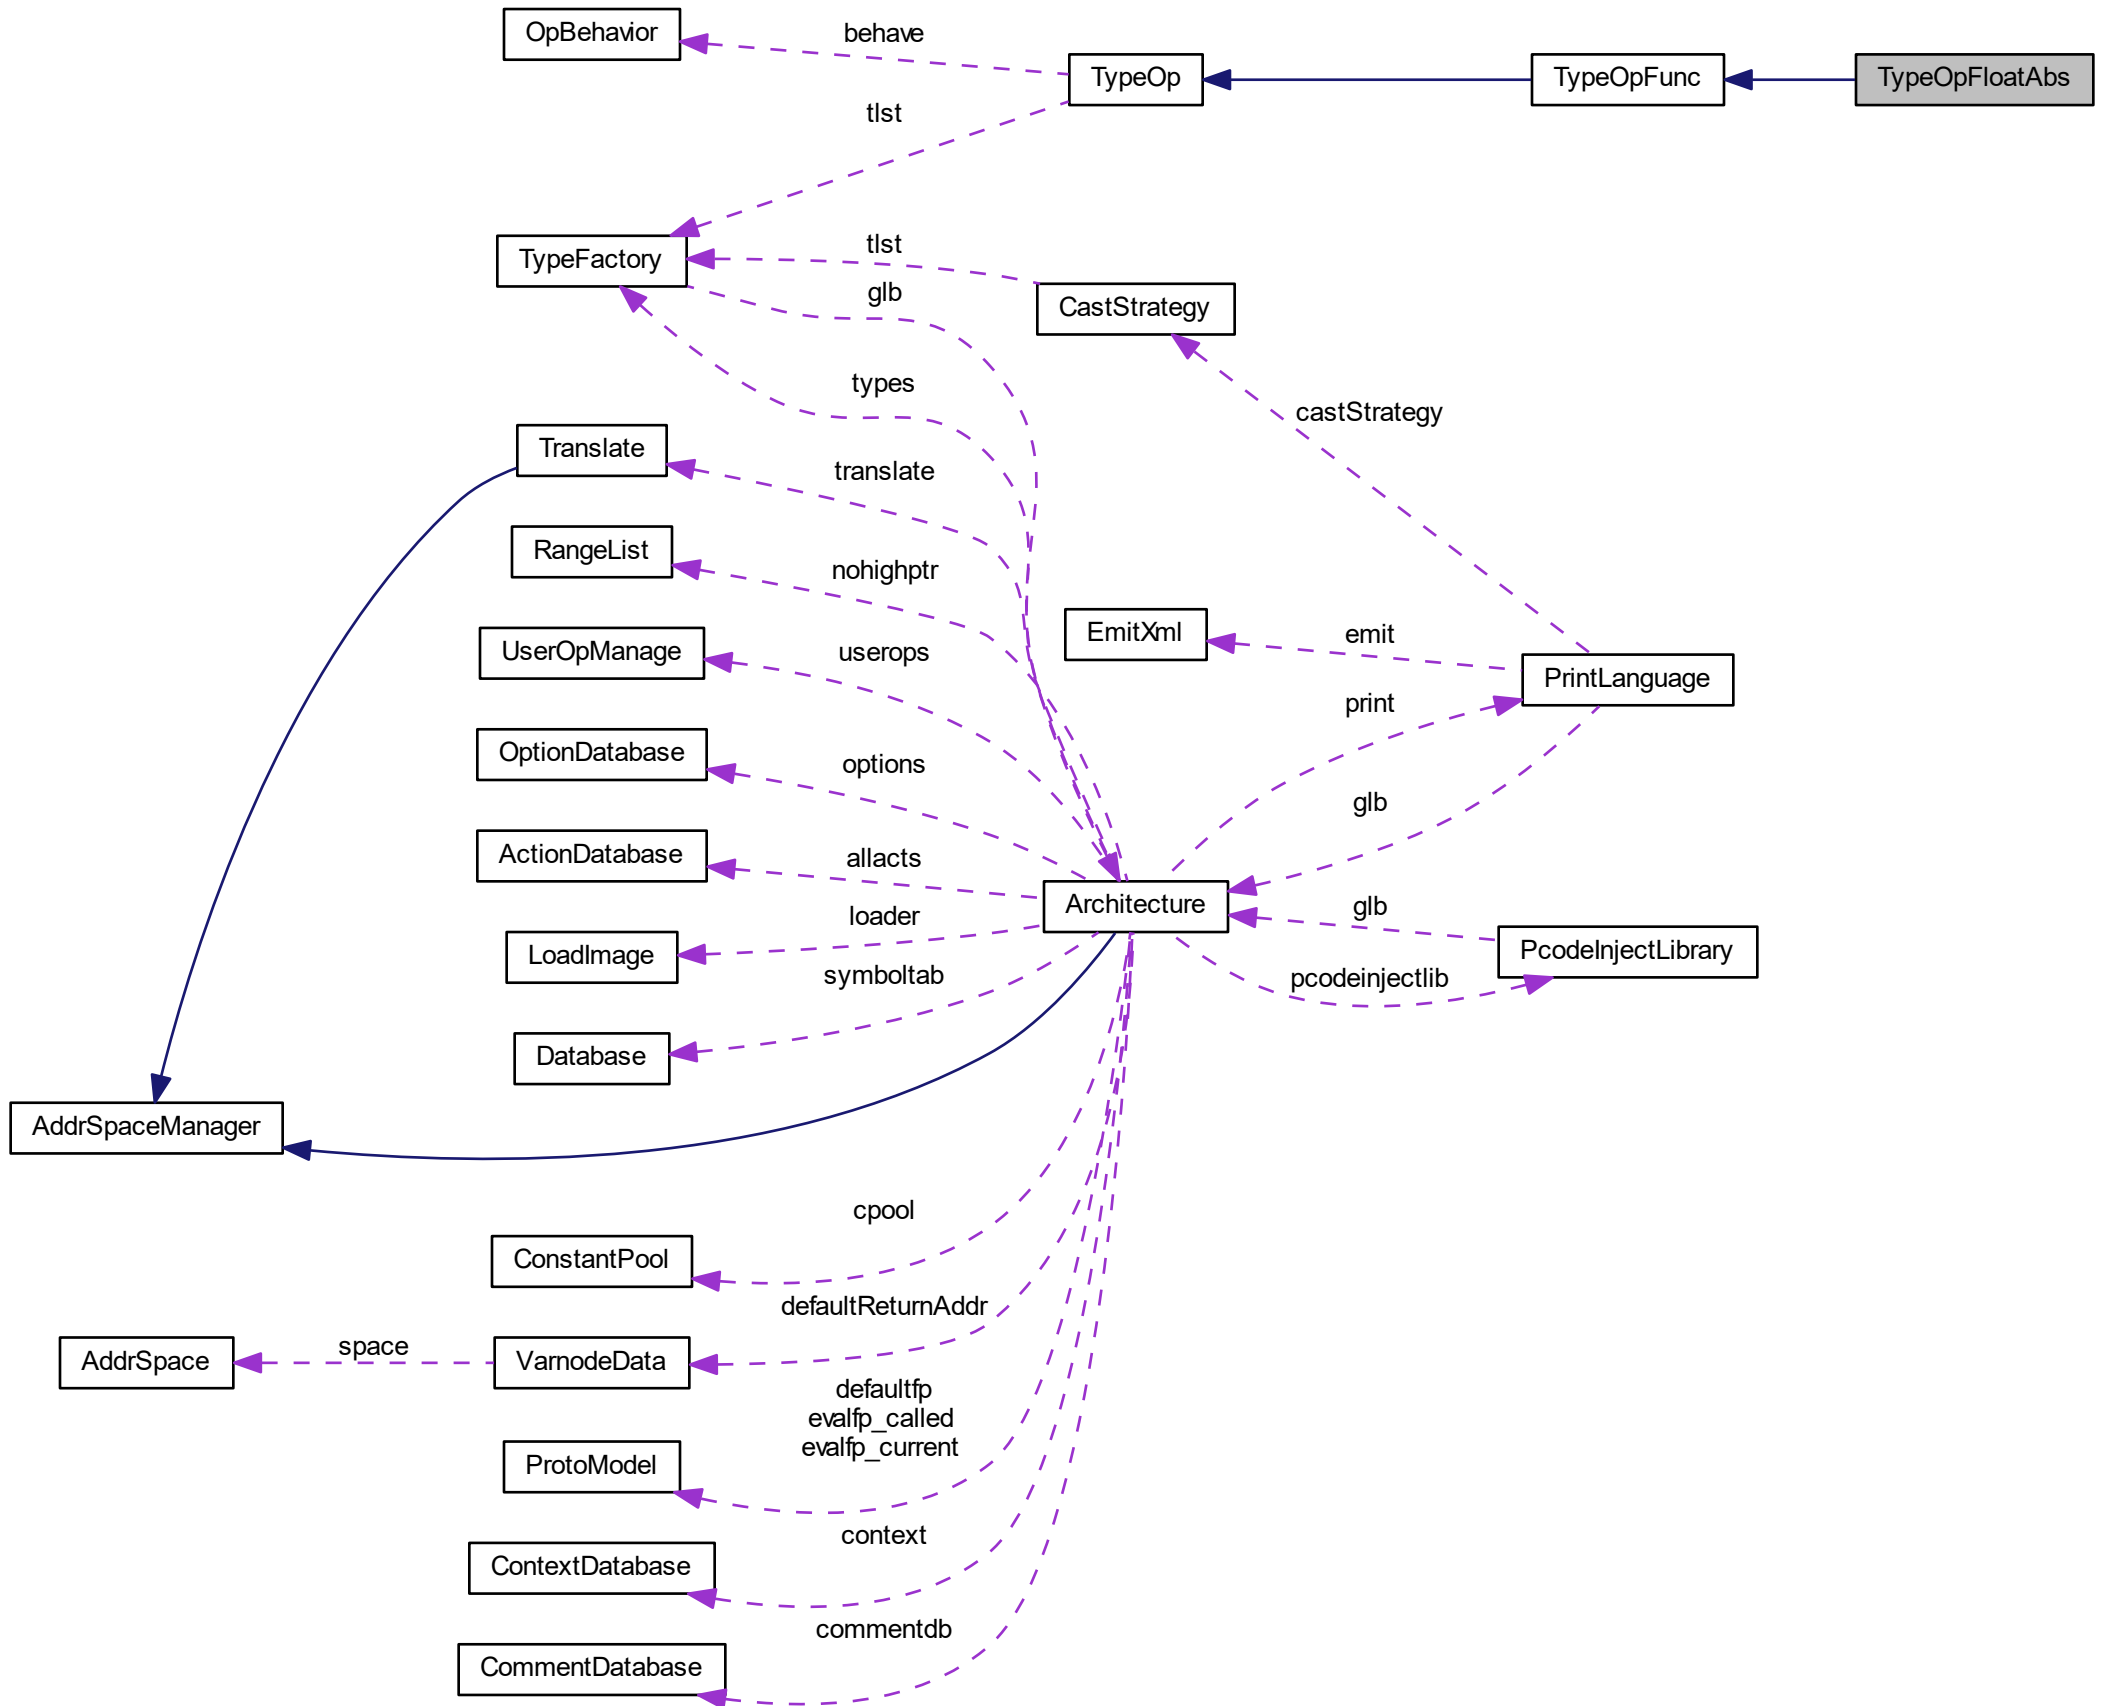 OpBehavior
behave
TypeOp
TypeOpFunc
TypeOpFloatAbs
tlst
TypeFactory
tlst
glb
CastStrategy
types
castStrategy
Translate
translate
RangeList
nohighptr
UserOpManage
userops
EmitXml
emit
PrintLanguage
print
OptionDatabase
options
glb
ActionDatabase
allacts
Architecture
glb
LoadImage
loader
PcodeInjectLibrary
symboltab
pcodeinjectlib
Database
AddrSpaceManager
cpool
ConstantPool
defaultReturnAddr
AddrSpace
space
VarnodeData
defaultfp
evalfp_called
evalfp_current
ProtoModel
context
ContextDatabase
commentdb
CommentDatabase